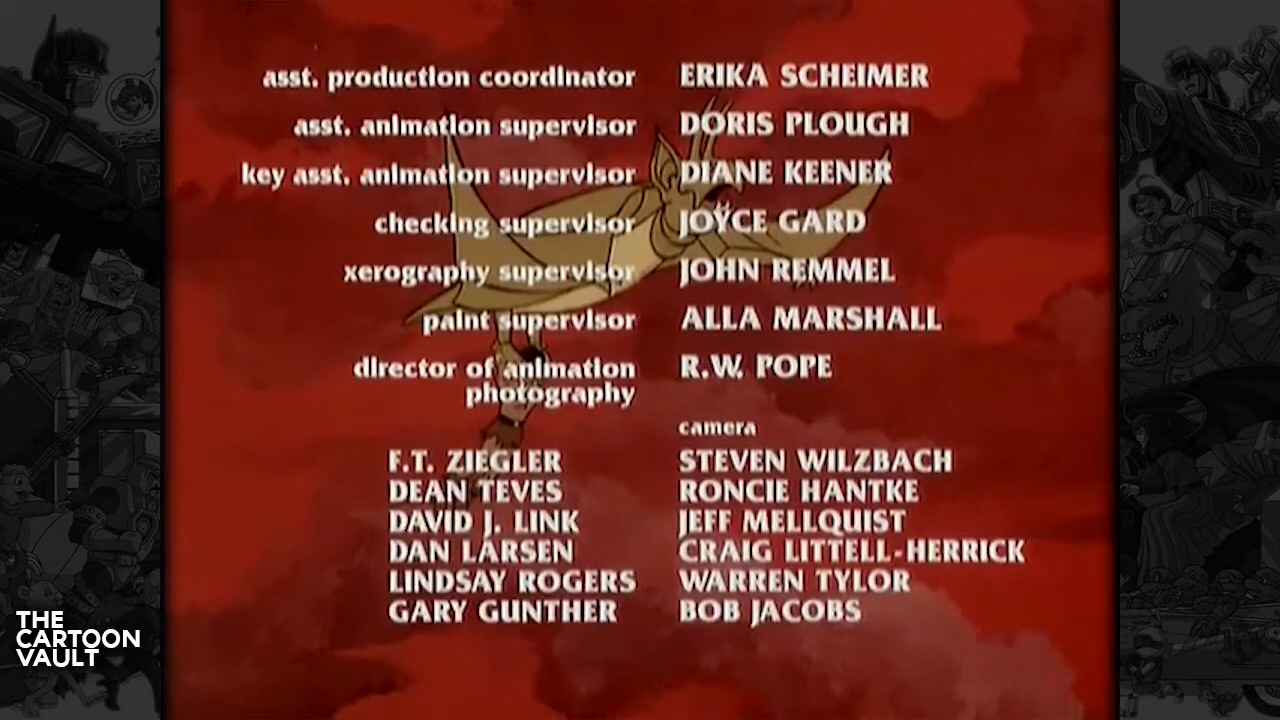 asst. production coordinator ERIKA SCHEIMER
asst. animation supervisor DORIS PLOUGH
key asst. animation supervisor DIANE KEENER
checking supervisor JOYCE GARD
xerography supervisor JOHN REMMEL
paint supervisor ALLA MARSHALL
director of animation R.W. POPE
photography
camera
F.T. ZIEGLER STEVEN WILZBACH
DEAN TEVES RONCIE HANTKE
DAVID J. LINK JEFF MELLQUIST
DAN LARSEN CRAIG LITTELL-HERRICK
LINDSAY ROGERS WARREN TYLOR
GARY GUNTHER BOB JACOBS
THE
CARTOON
VAULT